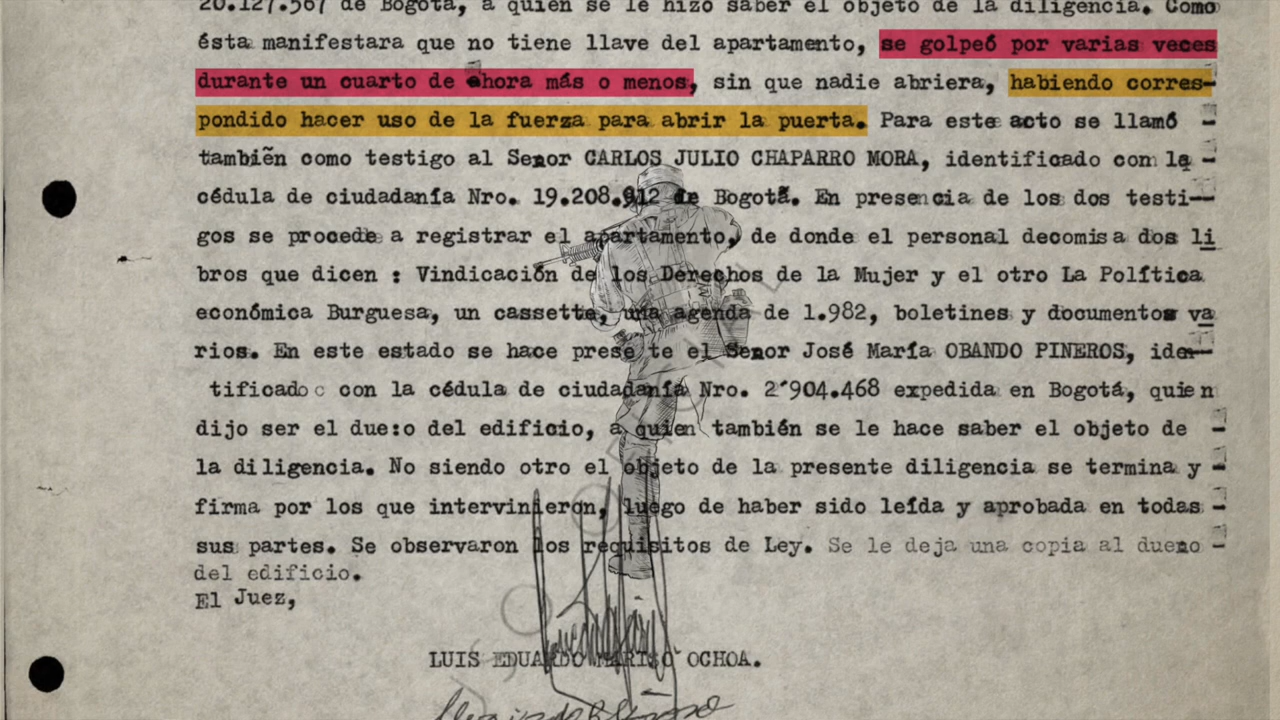 20.127.567 de Bogotá, a quien se le hizo saber el objeto de la diligencia. Como
ésta manifestara que no tiene llave del apartamento, se golpeó por varias veces
durante un cuarto de ahora más o menos, sin que nadie abriera, habiendo corres-
pondido hacer uso de la fuerza para abrir la puerta. Para este acto se llamó -
también como testigo al Senor CARLOS JULIO CHAPARRO MORA, identificado con la -
cédula de ciudadanía Nro. 19.208.912 de Bogotá. En presencia de los dos testi--
gos se procede a registrar el apartamento, de donde el personal decomisa dos li
bros que dicen : Vindicación de los Derechos de la Mujer y el otro La Política
económica Burguesa, un cassette, una agenda de 1.982, boletines y documentos va
rios. En este estado se hace prese te el Senor José María OBANDO PINEROS, iden--
tificado c con la cédula de ciudadanía Nro. 2'904.468 expedida en Bogotá, quien
dijo ser el due:o del edificio, a quien también se le hace saber el objeto de -
la diligencia. No siendo otro el objeto de la presente diligencia se termina y -
firma por los que intervinieron, luego de haber sido leída y aprobada en todas -
sus partes. Se observaron los requisitos de Ley. Se le deja una copia al dueno -
del edificio.
El Juez,
LUIS EDUARDO MARIÑO OCHOA.